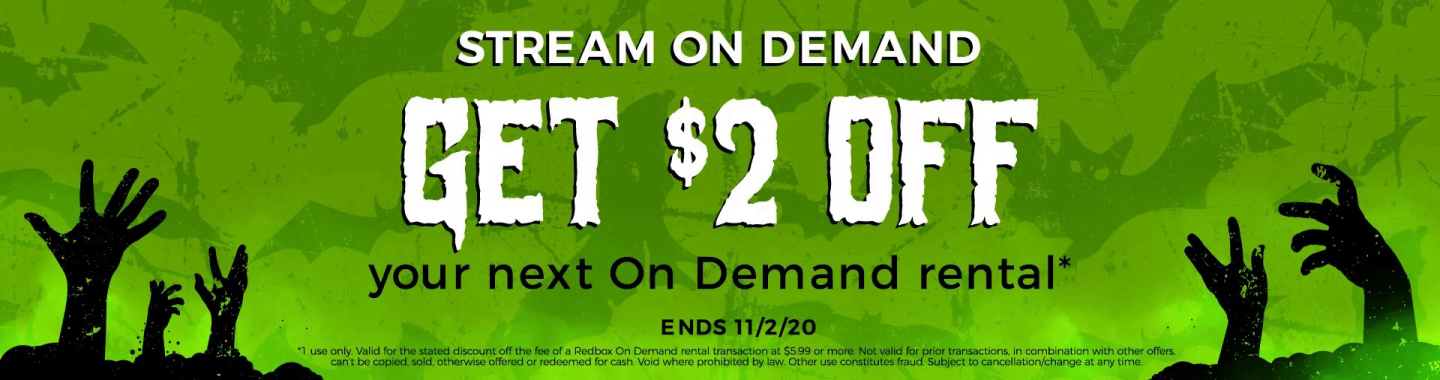 STREAM ON DEMAND
GET $2 OFF
your next On Demand rental*
ENDS 11/2/20
*1 use only. Valid for the stated discount off the fee of a Redbox On Demand rental transaction at $5.99 or more. Not valid for prior transactions, in combination with other offers,
can't be copied, sold, otherwise offered or redeemed for cash. Void where prohibited by law. Other use constitutes fraud. Subject to cancellation/change at any time.